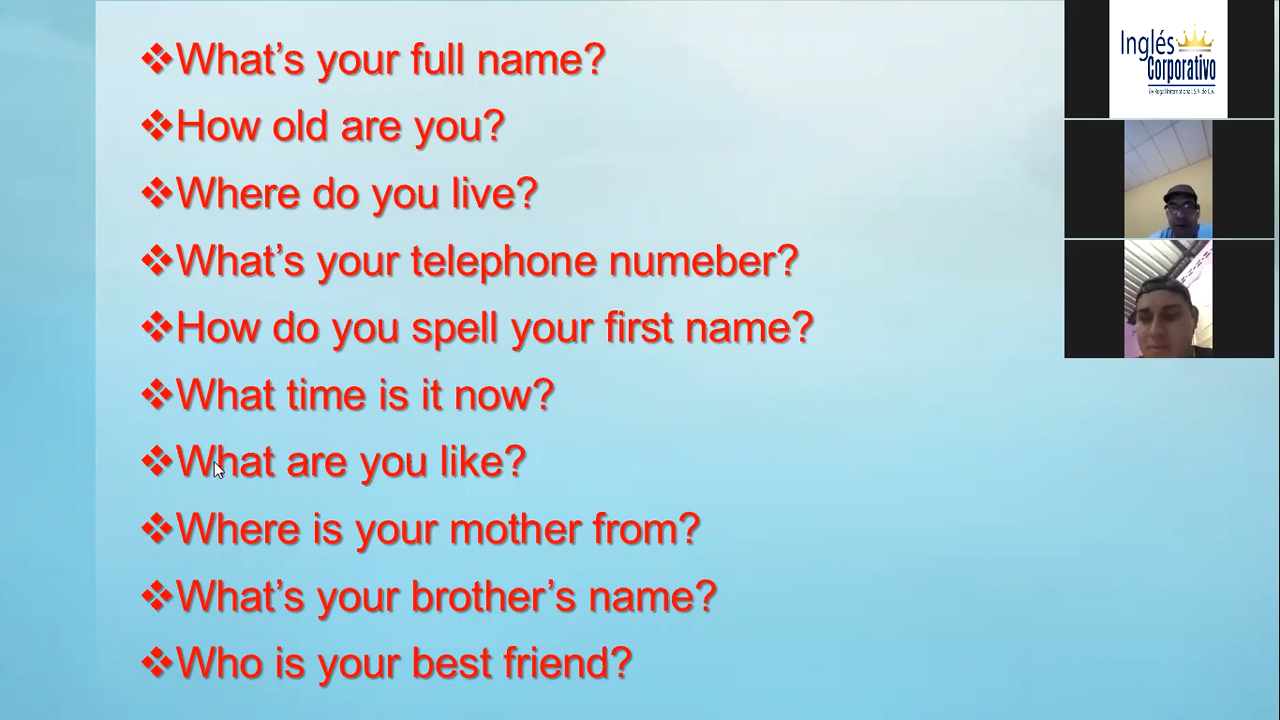 ❖What's your full name?
❖How old are you?
❖Where do you live?
❖What's your telephone numeber?
❖How do you spell your first name?
❖What time is it now?
❖What are you like?
❖Where is your mother from?
❖What's your brother's name?
❖Who is your best friend?
Inglés
Corporativo